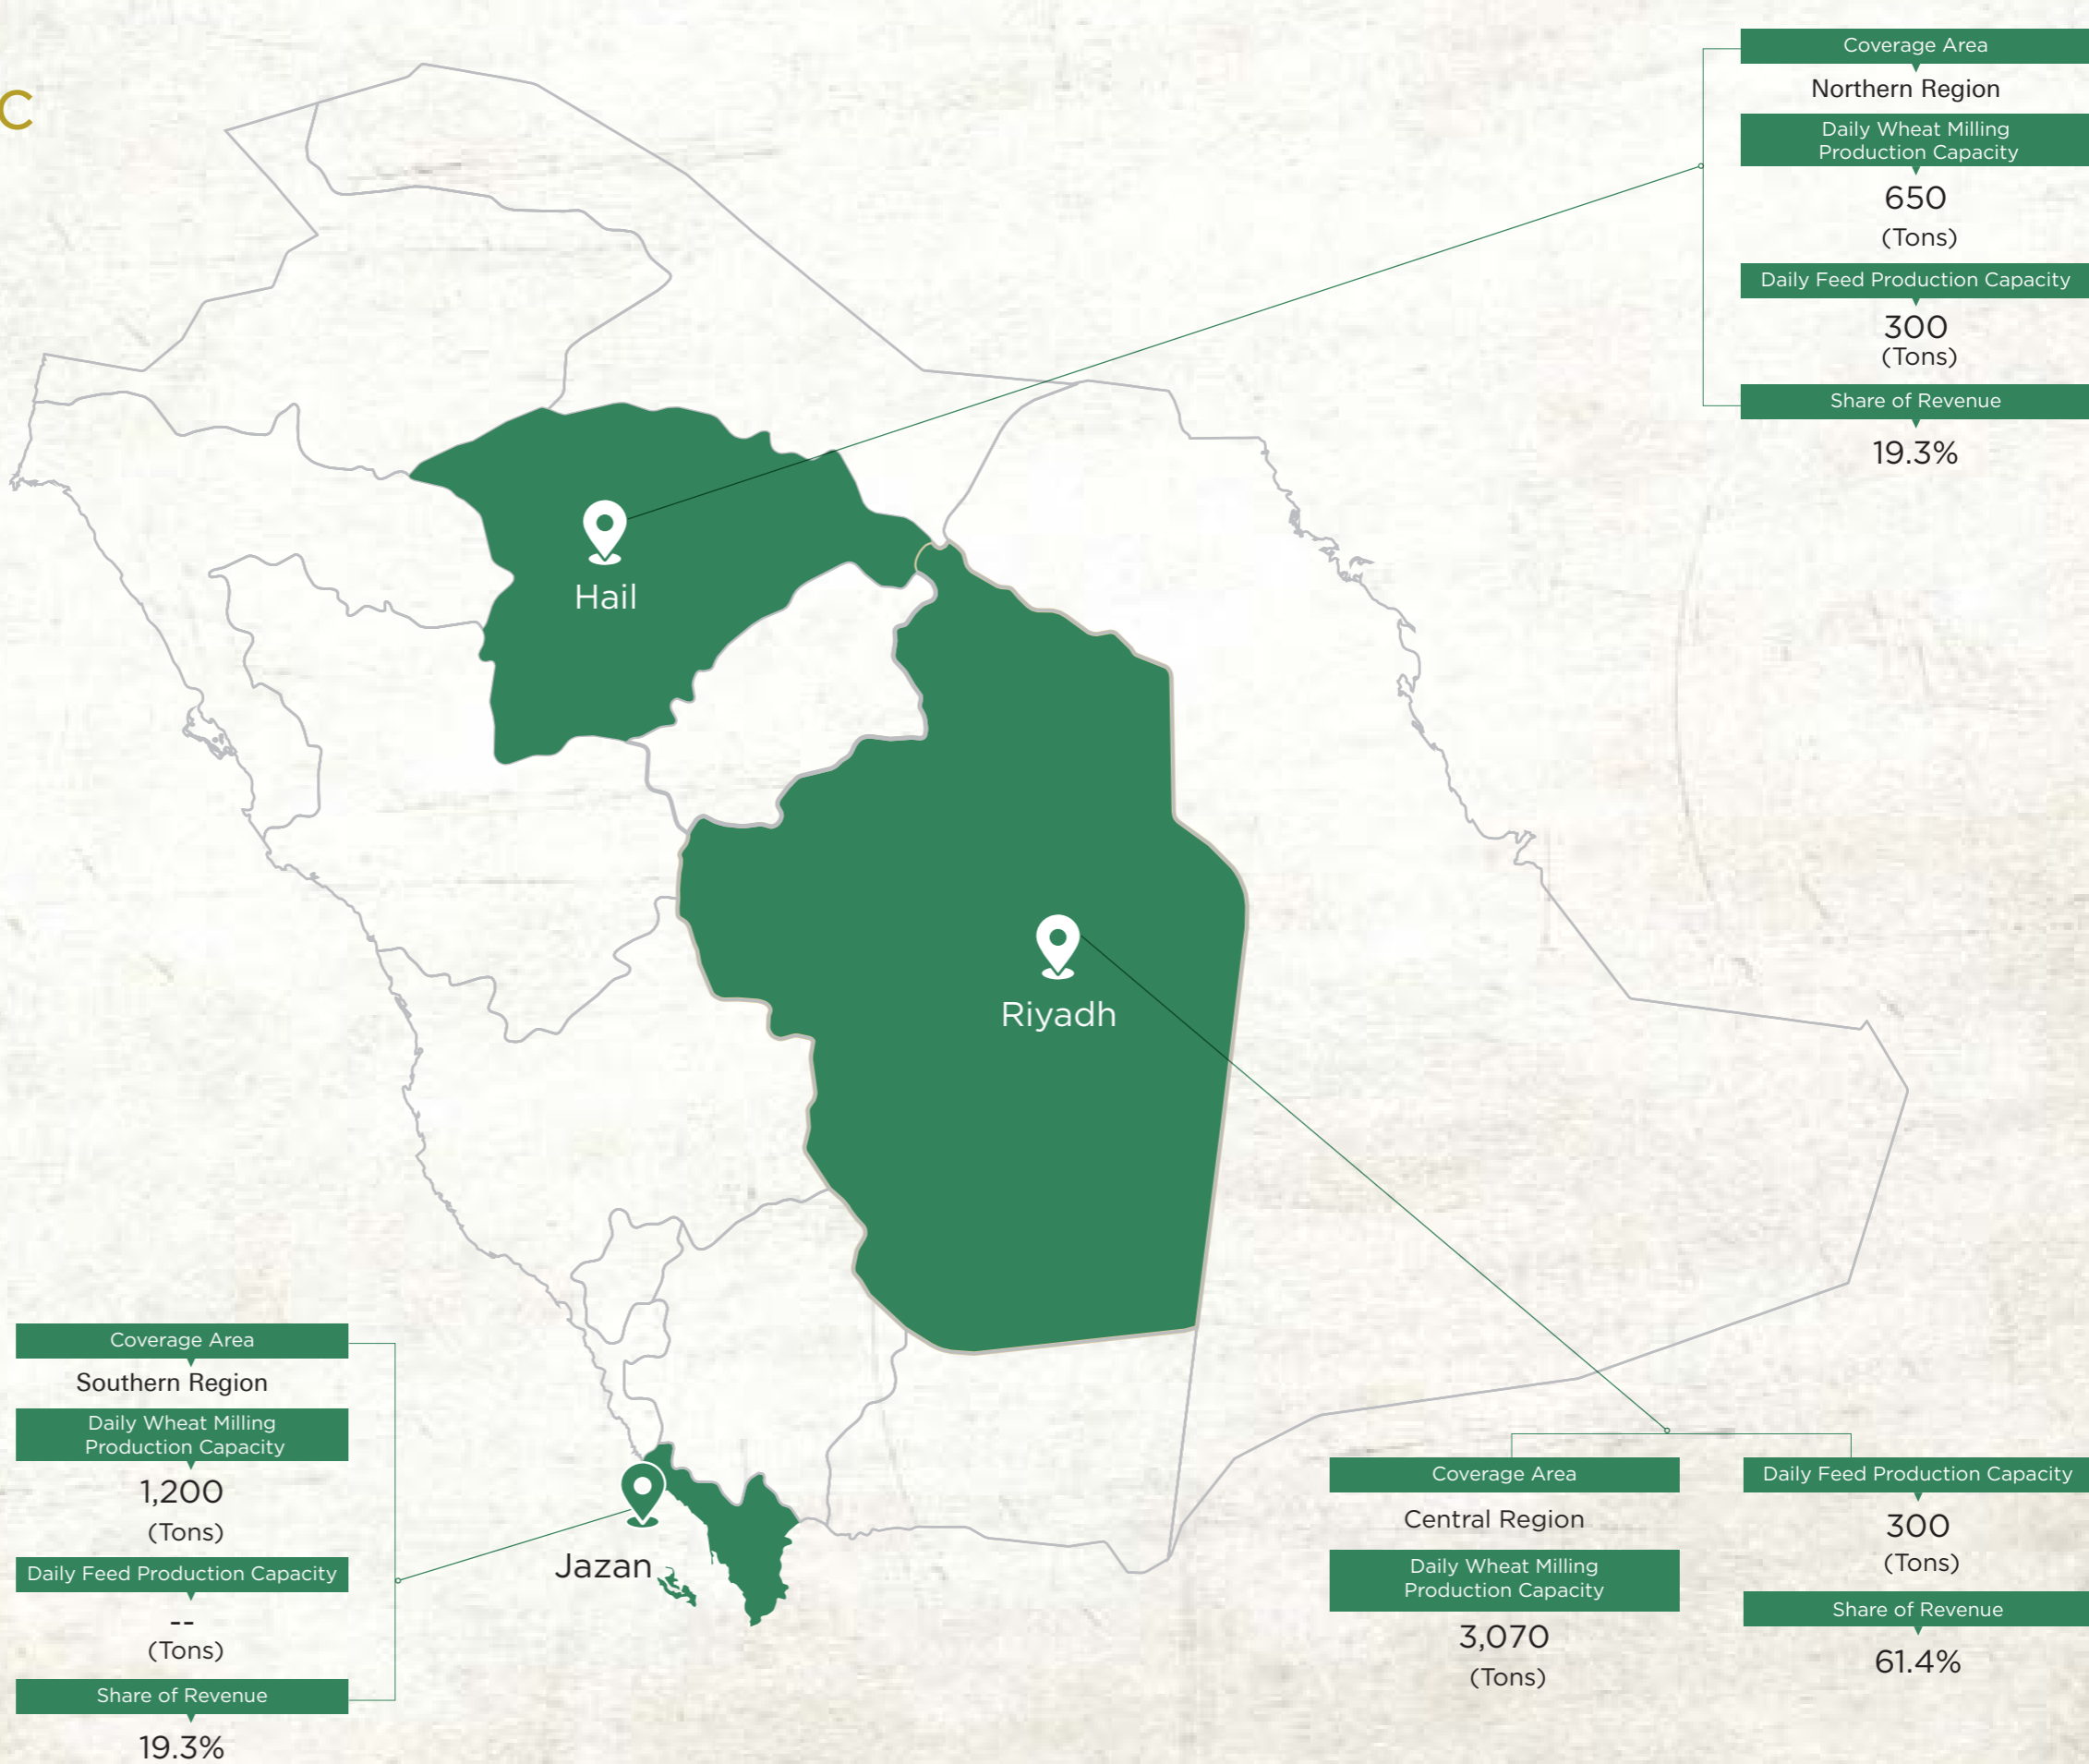 C
Coverage Area
Northern Region
Daily Wheat Milling
Production Capacity
650
(Tons)
Daily Feed Production Capacity
300
(Tons)
Share of Revenue
19.3%
Hail
Riyadh
Jazan
Coverage Area
Southern Region
Daily Wheat Milling
Production Capacity
1,200
(Tons)
Daily Feed Production Capacity
--
(Tons)
Share of Revenue
19.3%
Coverage Area
Central Region
Daily Wheat Milling
Production Capacity
3,070
(Tons)
Daily Feed Production Capacity
300
(Tons)
Share of Revenue
61.4%